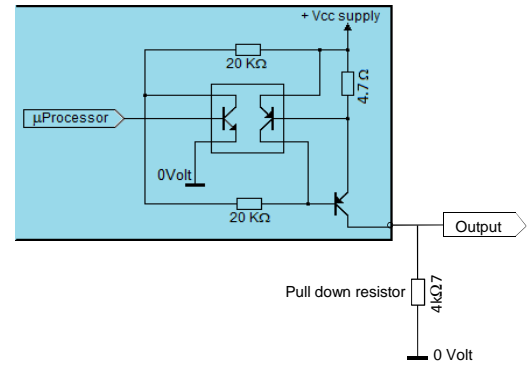 + Vcc supply
20 KΩ
4.7 Ω
µProcessor
0Volt
20 KΩ
Output
Pull down resistor
4kΩ7
0 Volt